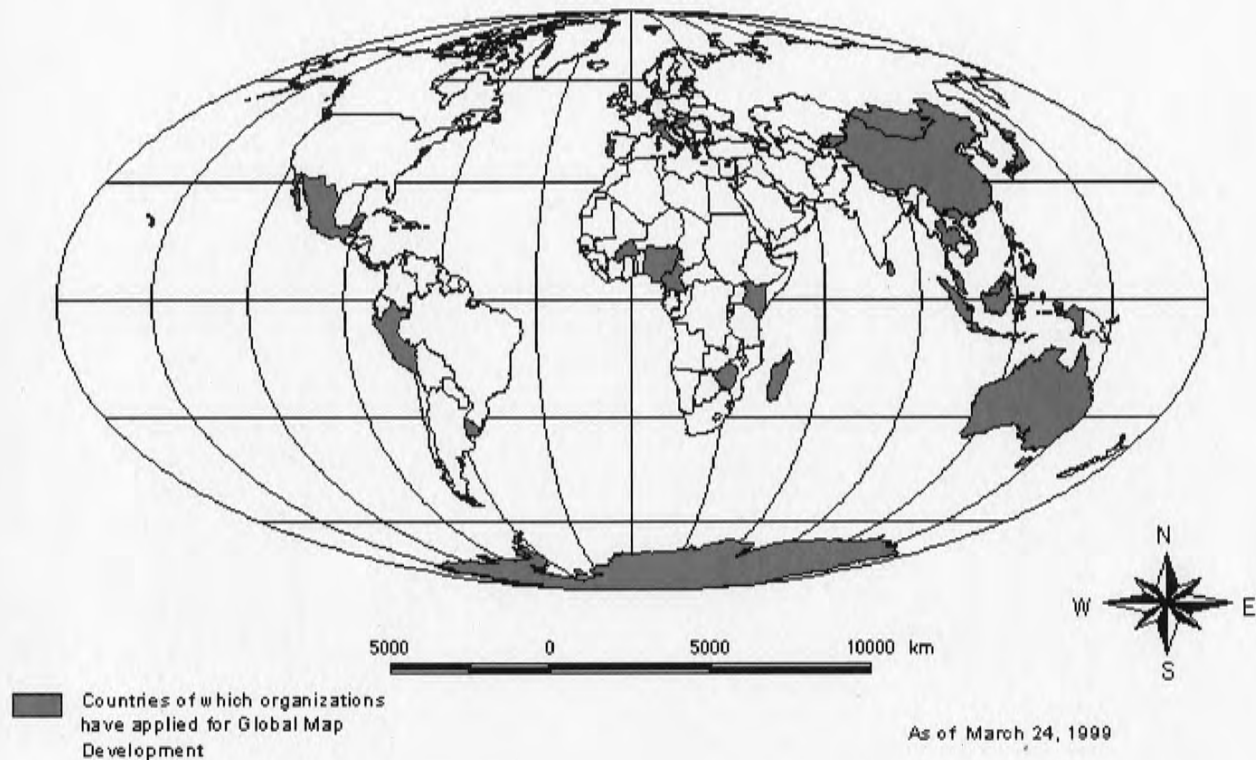 N
W E
S
5000 0 5000 10000 km
Countries of which organizations
have applied for Global Map
Development
As of March 24, 1999